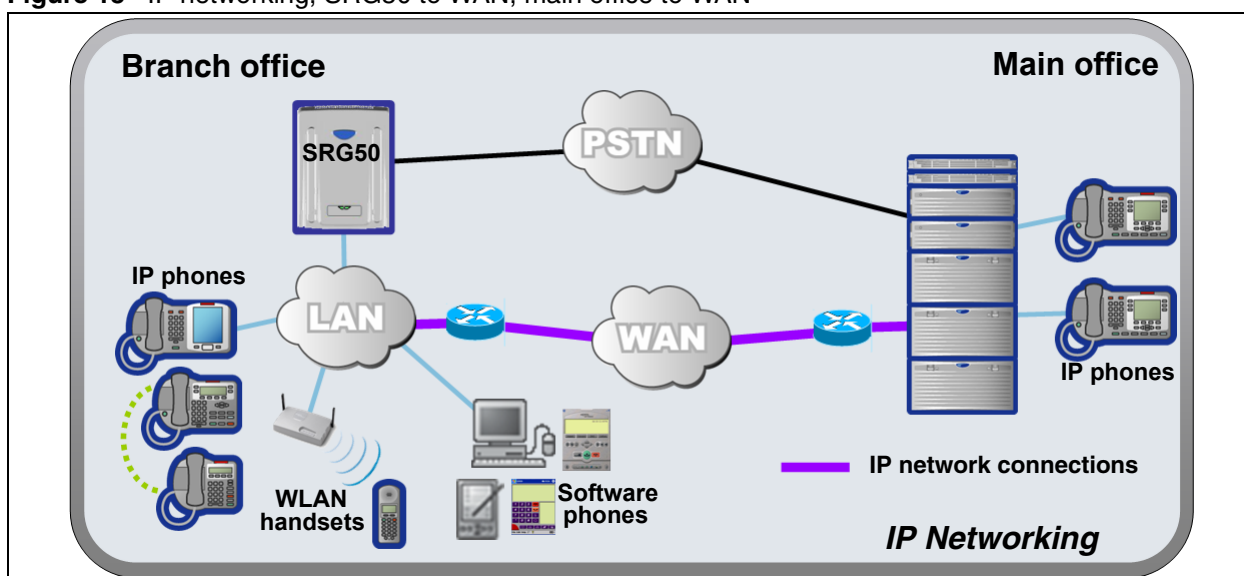 Branch office
Main office
PSTN
SRG50
IP phones
LAN
WAN
IP phones
IP network connections
WLAN
handsets
Software
phones
IP Networking